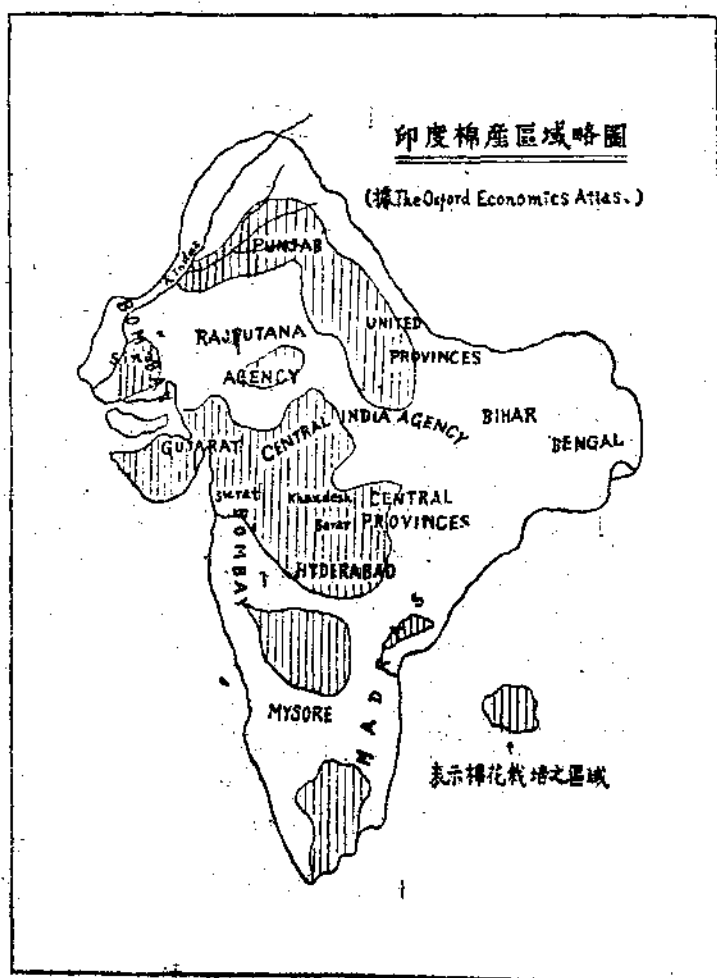 印度棉產區域略圖
(據The Oxford Economics Atlas.)
PUNJAB
R. Indus
BOMBAY
Sind
RAJPUTANA
AGENCY
UNITED
PROVINCES
CENTRAL INDIA AGENCY
BIHAR
BENGAL
GUJARAT
Surat
Khandesh
Berar
CENTRAL
PROVINCES
HYDERABAD
BOMBAY
MADRAS
MYSORE
表示棉花栽培之區域